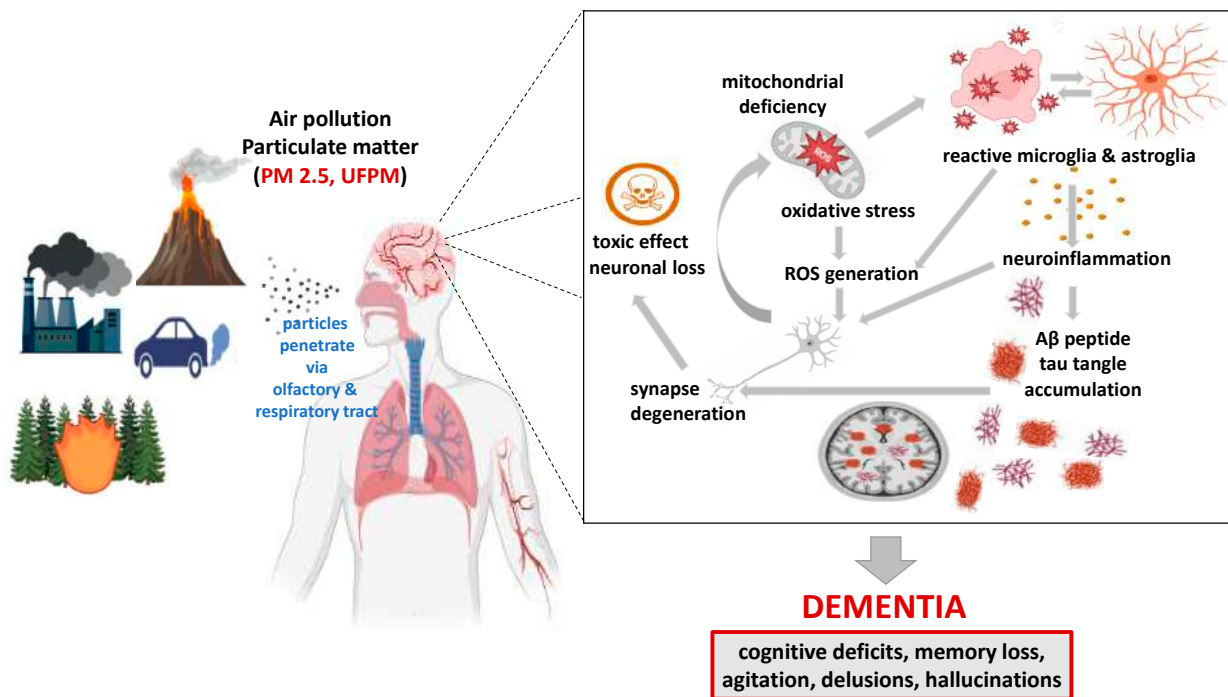 Air pollution
Particulate matter
(PM 2.5, UFPM)
particles
penetrate
via
olfactory &
respiratory tract
mitochondrial
deficiency
ROS
oxidative stress
ROS generation
reactive microglia & astroglia
neuroinflammation
Aβ peptide
tau tangle
accumulation
toxic effect
neuronal loss
synapse
degeneration
DEMENTIA
cognitive deficits, memory loss,
agitation, delusions, hallucinations